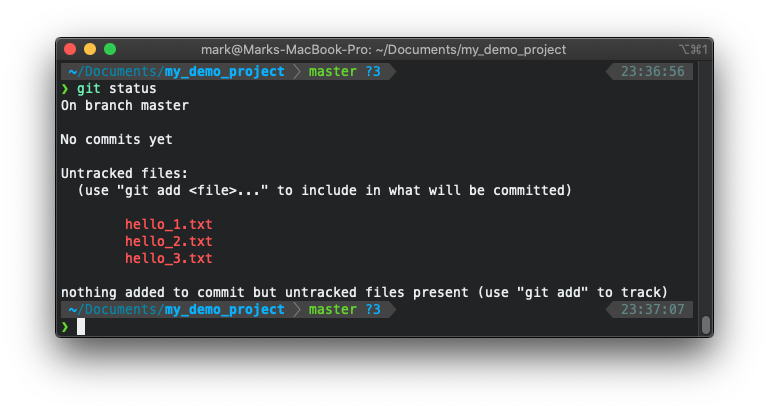 mark@Marks-MacBook-Pro: ~/Documents/my_demo_project ⌥⌘1
~/Documents/my_demo_project master ?3 23:36:56
❯ git status
On branch master
No commits yet
Untracked files:
(use "git add <file>..." to include in what will be committed)
hello_1.txt
hello_2.txt
hello_3.txt
nothing added to commit but untracked files present (use "git add" to track)
~/Documents/my_demo_project master ?3 23:37:07
❯